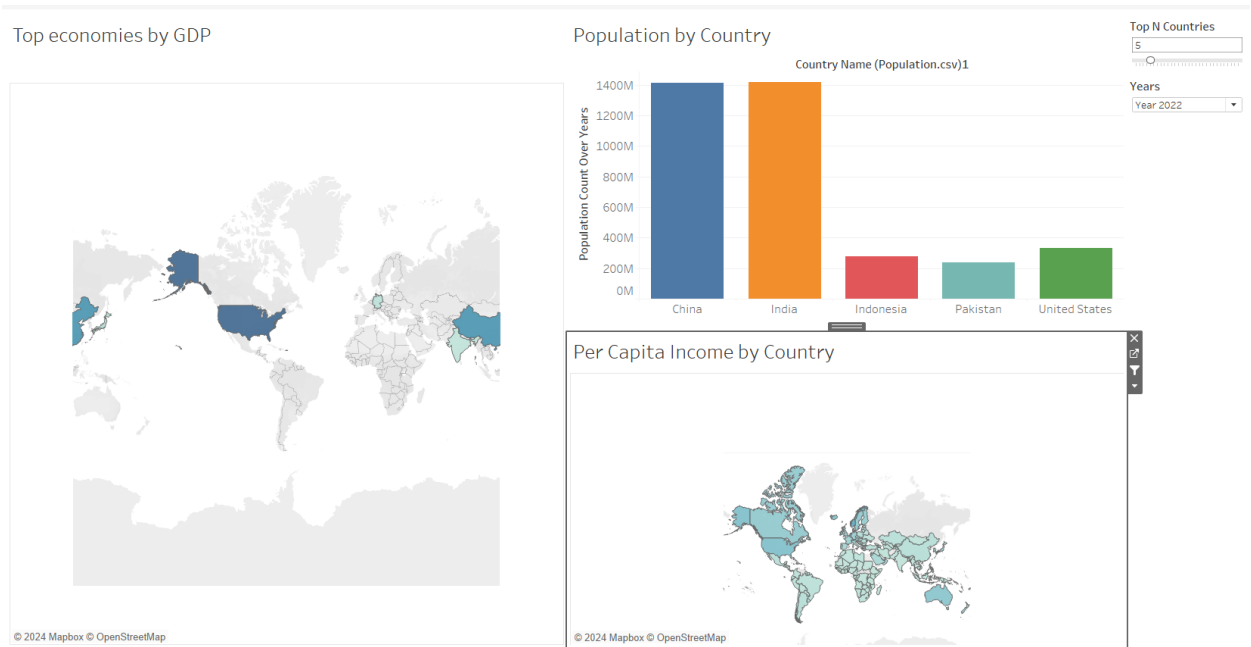 Top economies by GDP
Population by Country
Top N Countries
5
Years
Year 2022
Country Name (Population.csv)1
Population Count Over Years
1400M
1200M
1000M
800M
600M
400M
200M
0M
China
India
Indonesia
Pakistan
United States
Per Capita Income by Country
© 2024 Mapbox © OpenStreetMap
© 2024 Mapbox © OpenStreetMap